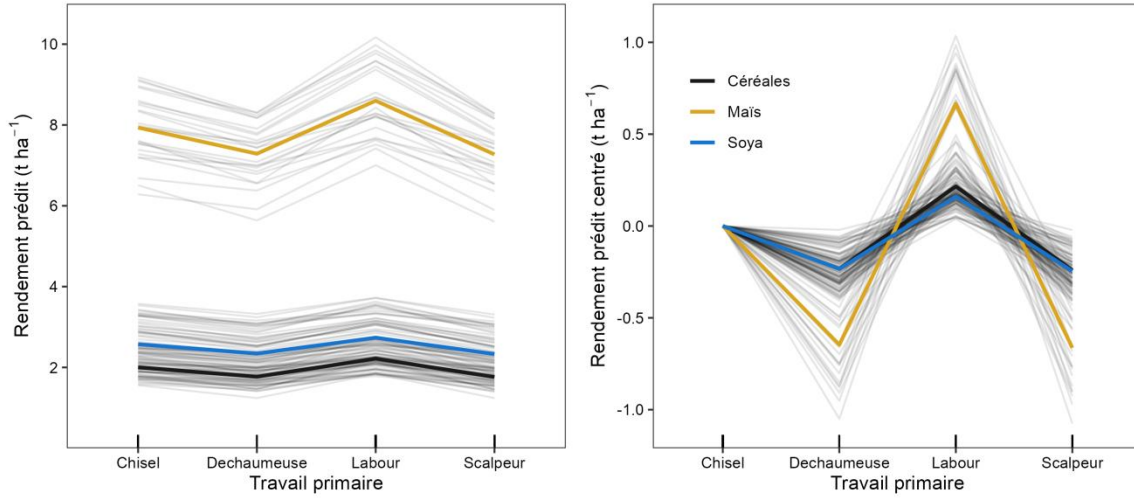 Rendement prédit (t ha⁻¹)
10
8
6
4
2
Chisel Dechaumeuse Labour Scalpeur
Travail primaire
Rendement prédit centré (t ha⁻¹)
1.0
0.5
0.0
-0.5
-1.0
Céréales
Maïs
Soya
Chisel Dechaumeuse Labour Scalpeur
Travail primaire